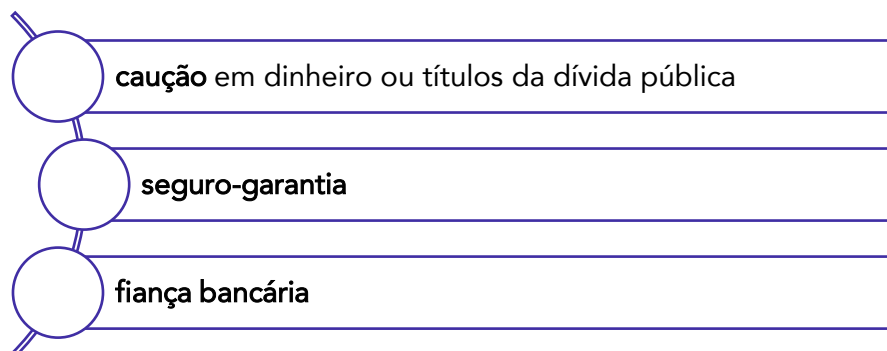 caução em dinheiro ou títulos da dívida pública
seguro-garantia
fiança bancária